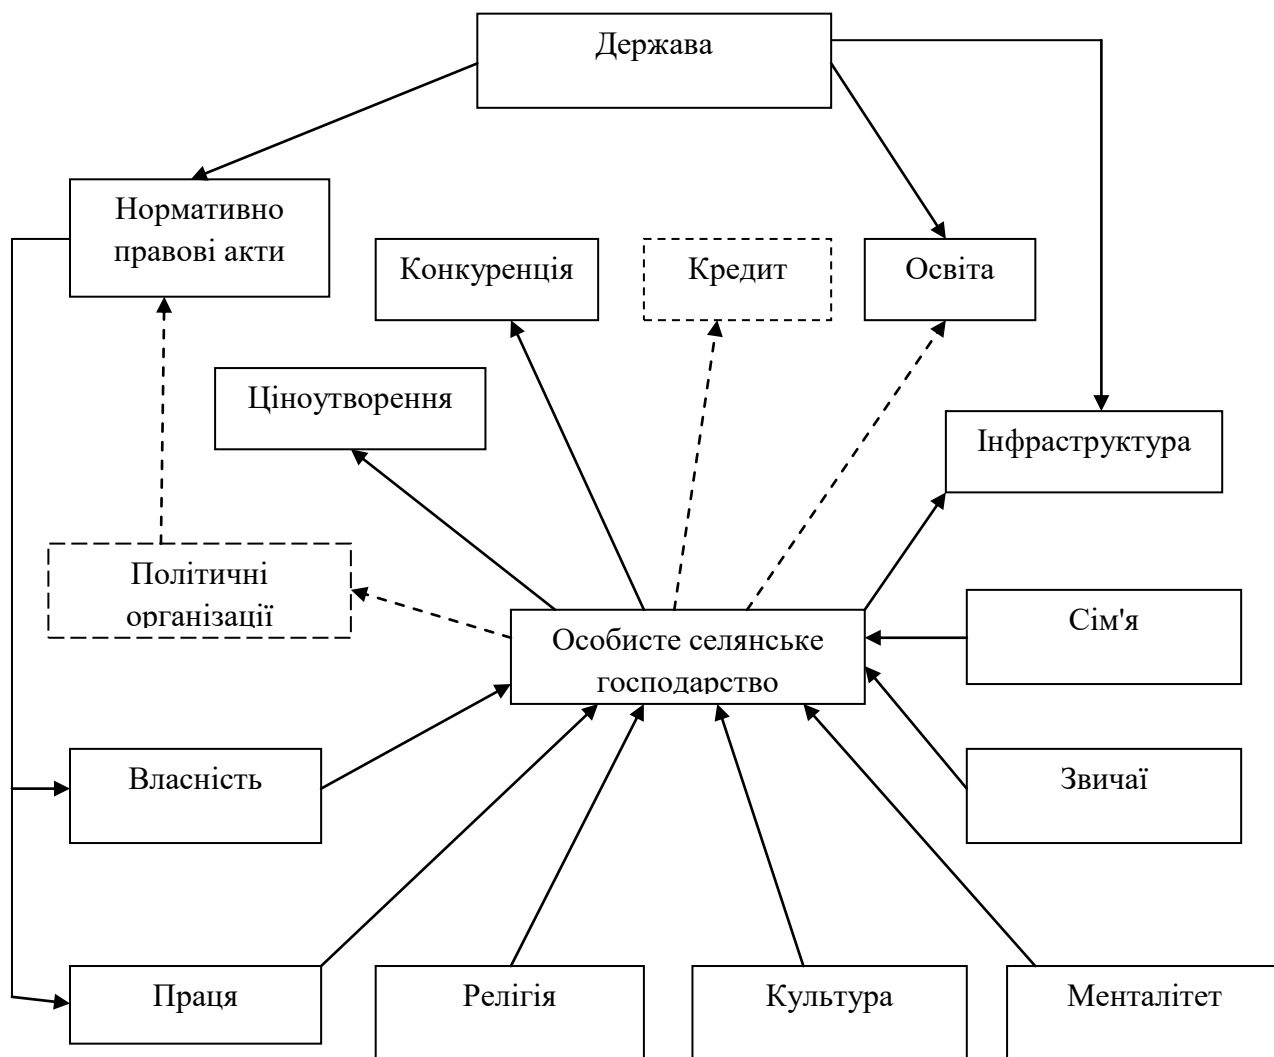 Держава
Нормативно
правові акти
Конкуренція
Кредит
Освіта
Ціноутворення
Інфраструктура
Політичні
організації
Особисте селянське
господарство
Сім'я
Власність
Звичаї
Праця
Релігія
Культура
Менталітет